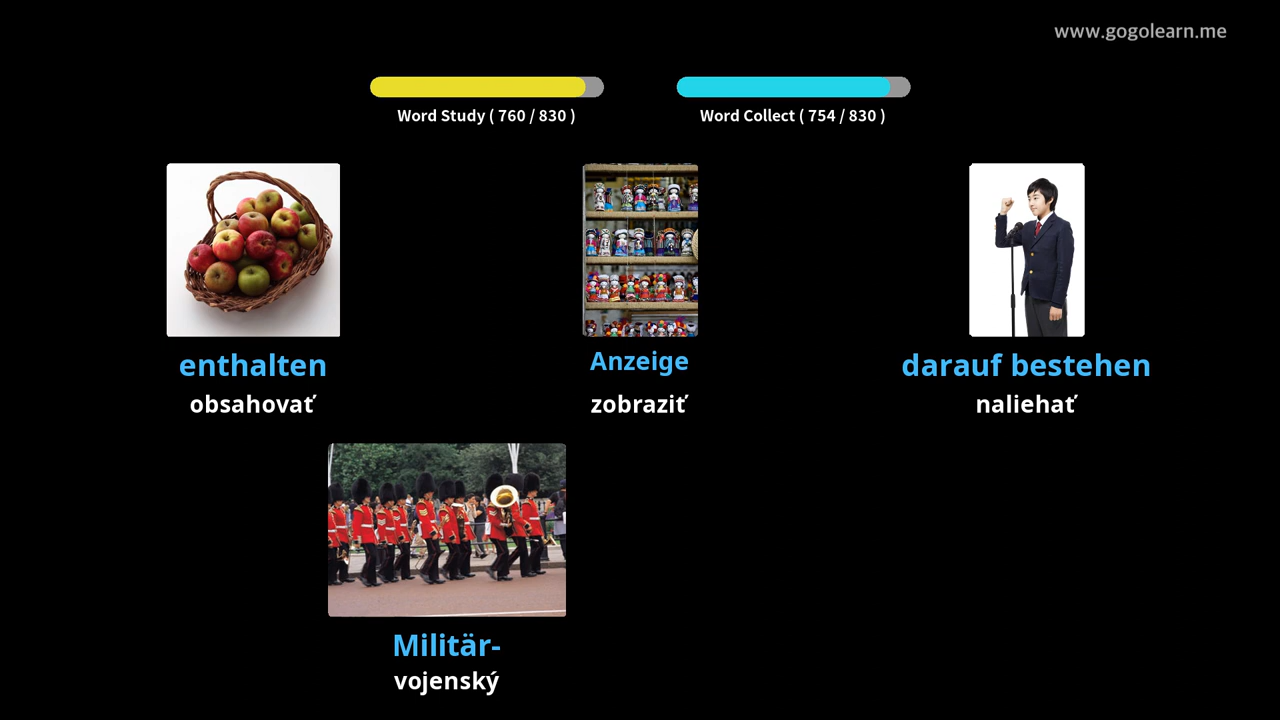 www.gogolearn.me
Word Study ( 760 / 830 )
Word Collect ( 754 / 830 )
enthalten
obsahovať
Anzeige
zobraziť
darauf bestehen
naliehať
Militär-
vojenský